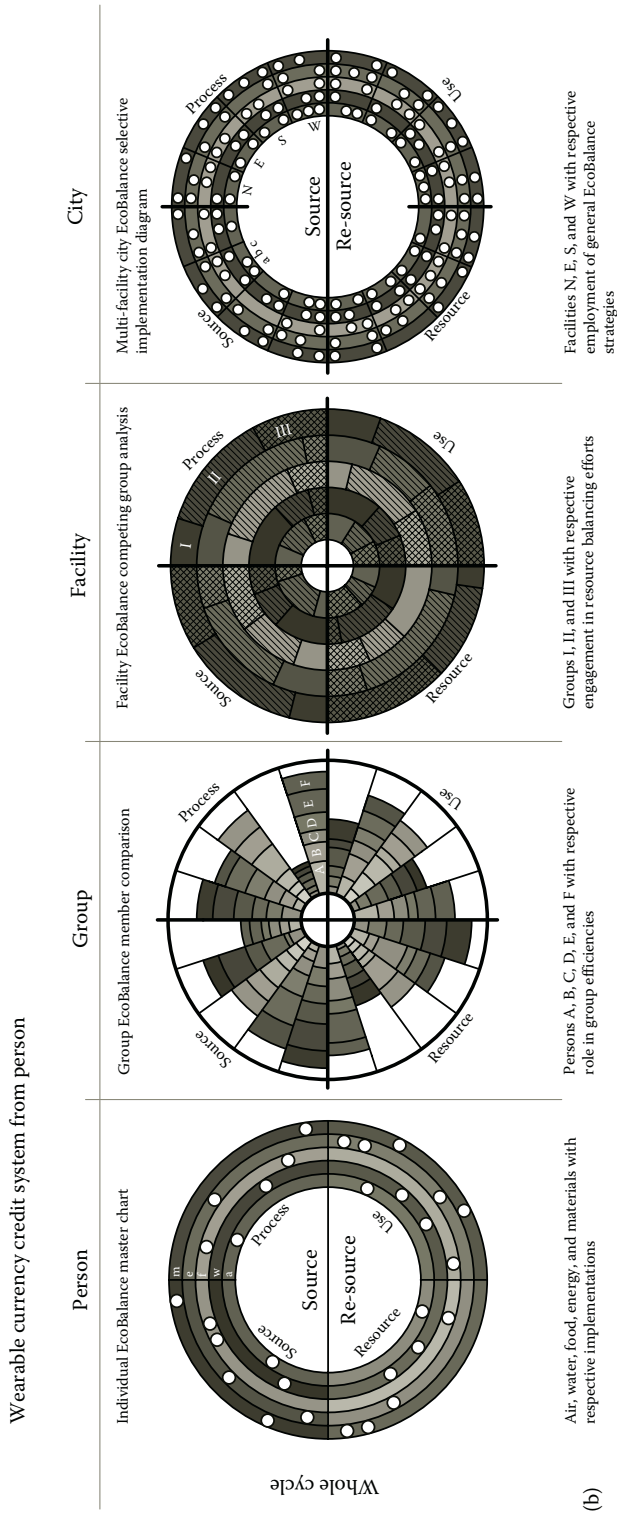 Wearable currency credit system from person
Person
Group
Facility
City
Individual EcoBalance master chart
Group EcoBalance member comparison
Facility EcoBalance competing group analysis
Multi-facility city EcoBalance selective
implementation diagram
Whole cycle
m
e
f
w
a
Source
Process
Source
Re-source
Resource
Use
Source
Process
A B C D E F
Resource
Use
Source
Process
I
II
III
Resource
Use
Source
Process
a b c
N E S W
Source
Re-source
Resource
Use
Air, water, food, energy, and materials with
respective implementations
Persons A, B, C, D, E, and F with respective
role in group efficiencies
Groups I, II, and III with respective
engagement in resource balancing efforts
Facilities N, E, S, and W with respective
employment of general EcoBalance
strategies
(b)